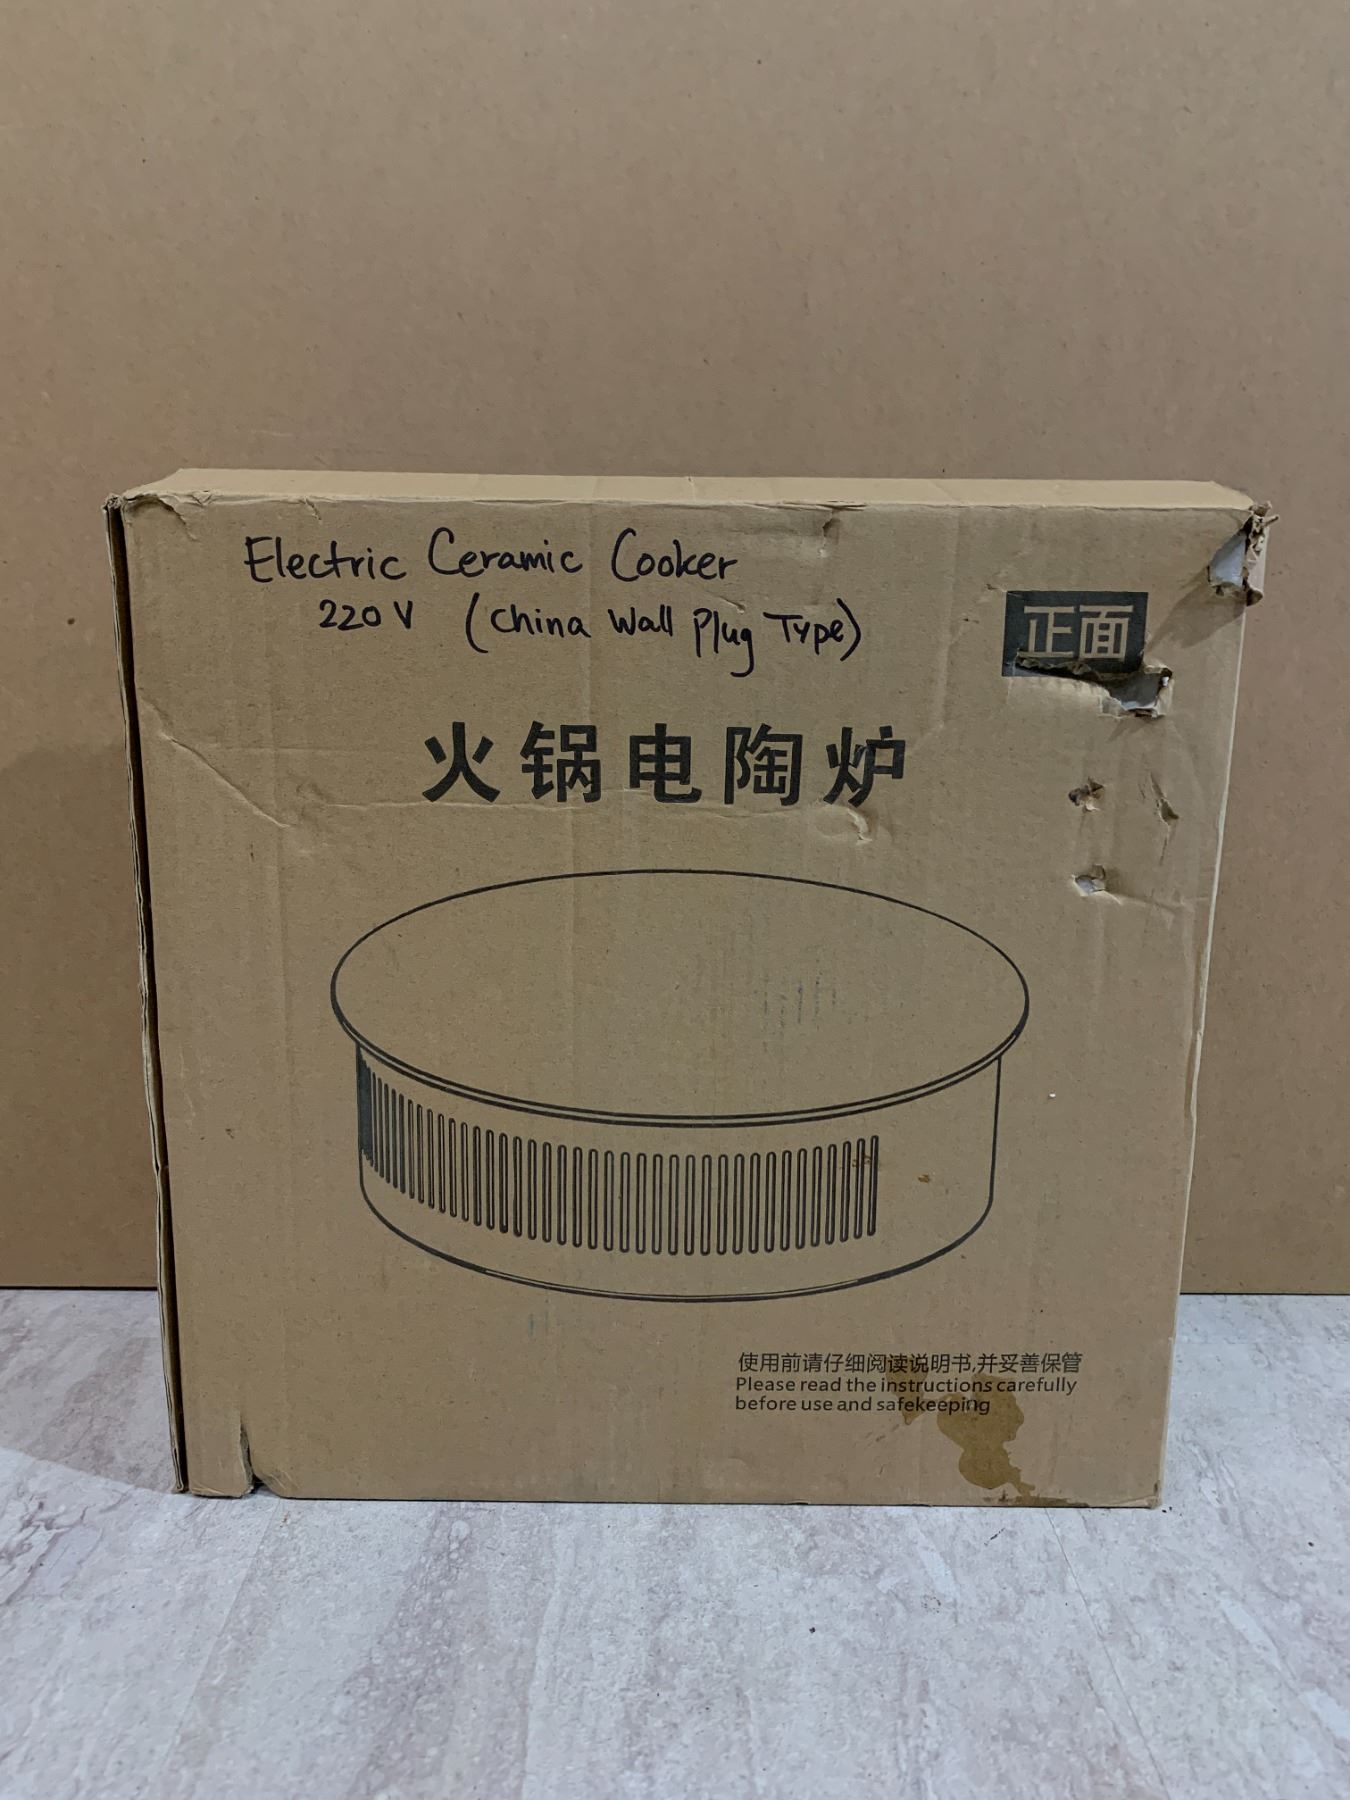 Electric Ceramic Cooker
220V (China Wall Plug Type)
正面
火锅电陶炉
使用前请仔细阅读说明书,并妥善保管
Please read the instructions carefully
before use and safekeeping